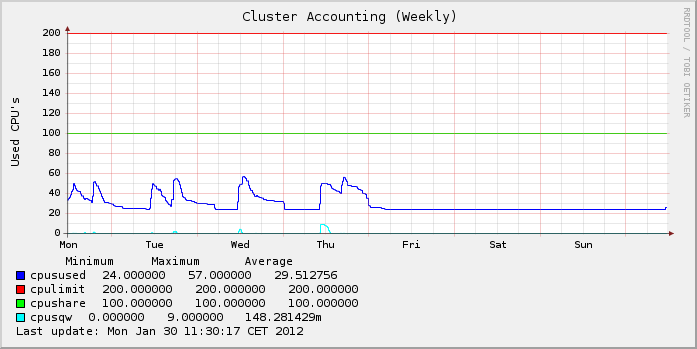 Cluster Accounting (Weekly)
RRDTOOL / TOBI OETIKER
Used CPU's
200
180
160
140
120
100
80
60
40
20
0
Mon Tue Wed Thu Fri Sat Sun
Minimum Maximum Average
cpusused 24.000000 57.000000 29.512756
cpulimit 200.000000 200.000000 200.000000
cpushare 100.000000 100.000000 100.000000
cpusqw 0.000000 9.000000 148.281429m
Last update: Mon Jan 30 11:30:17 CET 2012